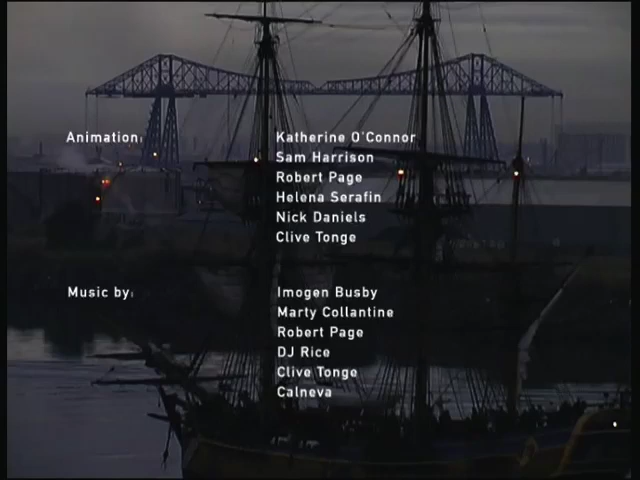 Animation: Katherine O'Connor
Sam Harrison
Robert Page
Helena Serafin
Nick Daniels
Clive Tonge
Music by: Imogen Busby
Marty Collantine
Robert Page
DJ Rice
Clive Tonge
Calneva